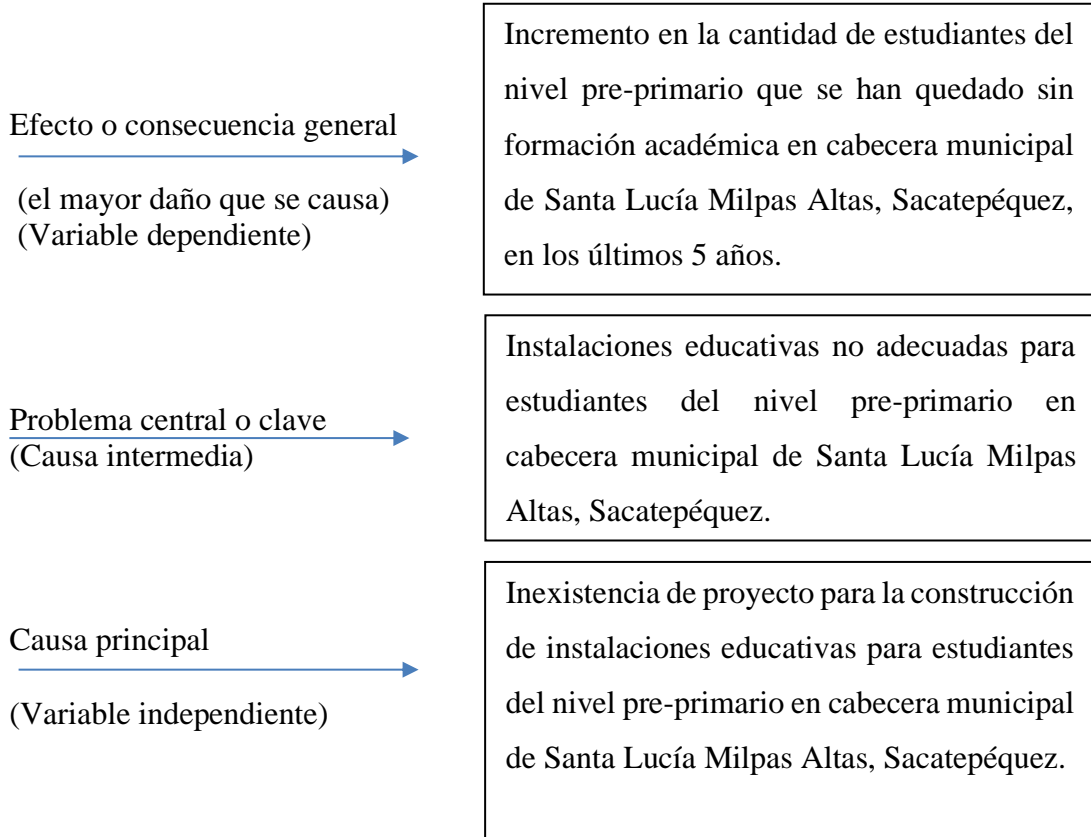 Efecto o consecuencia general
(el mayor daño que se causa)
(Variable dependiente)
Incremento en la cantidad de estudiantes del
nivel pre-primario que se han quedado sin
formación académica en cabecera municipal
de Santa Lucía Milpas Altas, Sacatepéquez,
en los últimos 5 años.
Problema central o clave
(Causa intermedia)
Instalaciones educativas no adecuadas para
estudiantes del nivel pre-primario en
cabecera municipal de Santa Lucía Milpas
Altas, Sacatepéquez.
Causa principal
(Variable independiente)
Inexistencia de proyecto para la construcción
de instalaciones educativas para estudiantes
del nivel pre-primario en cabecera municipal
de Santa Lucía Milpas Altas, Sacatepéquez.